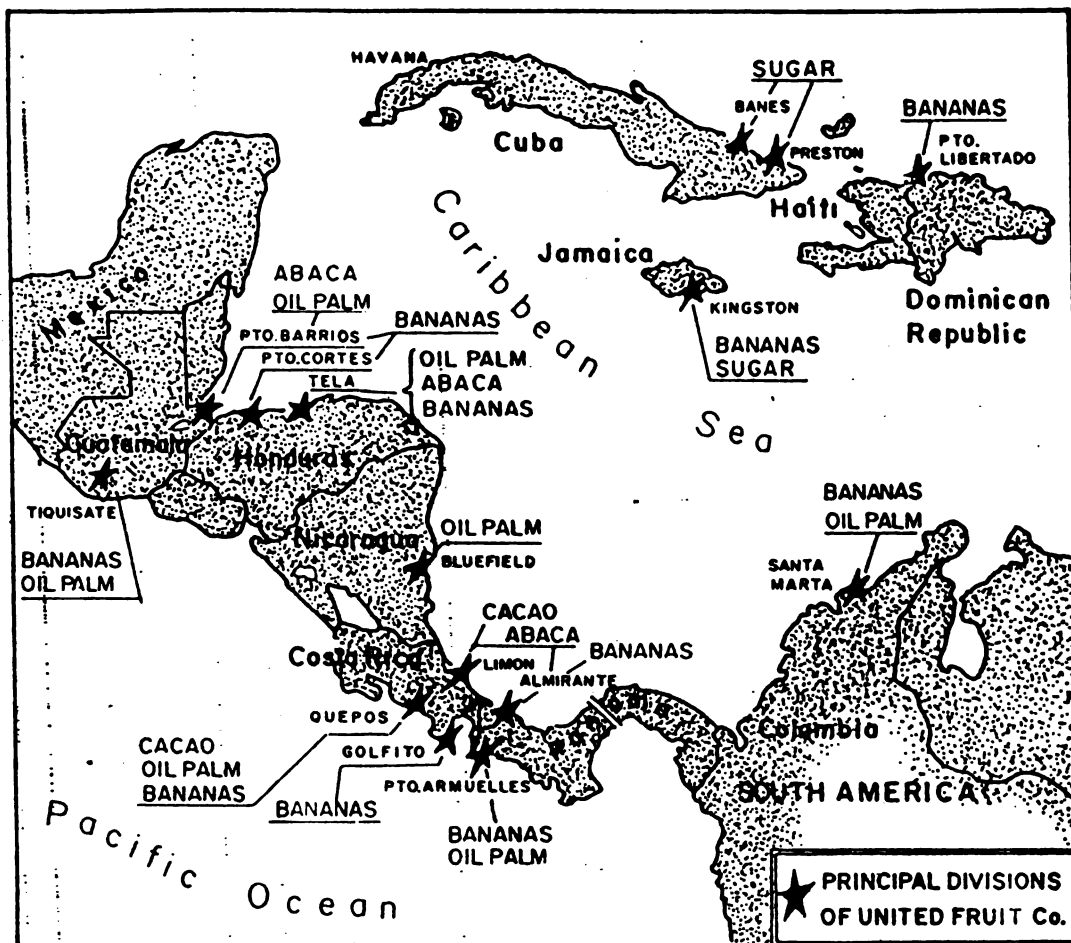 HAVANA
SUGAR
BANES
PRESTON
Cuba
BANANAS
PTO.
LIBERTADO
Haiti
Dominican
Republic
Jamaica
KINGSTON
BANANAS
SUGAR
Caribbean
Sea
Mexico
ABACA
OIL PALM
PTO.BARRIOS
BANANAS
PTO.CORTES
TELA
OIL PALM
ABACA
BANANAS
Guatemala
Honduras
TIQUISATE
BANANAS
OIL PALM
Nicaragua
OIL PALM
BLUEFIELD
BANANAS
OIL PALM
SANTA
MARTA
CACAO
ABACA
Costa Rica
LIMON
BANANAS
ALMIRANTE
QUEPOS
CACAO
OIL PALM
BANANAS
GOLFITO
BANANAS
PTO.ARMUELLES
BANANAS
OIL PALM
Panama
Colombia
SOUTH AMERICA
Pacific Ocean
PRINCIPAL DIVISIONS
OF UNITED FRUIT Co.